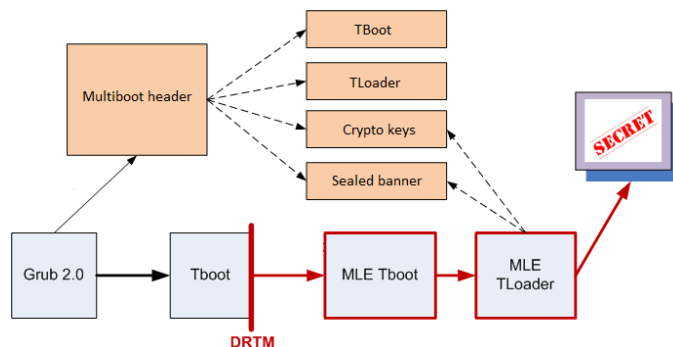 TBoot
Multiboot header
TLoader
Crypto keys
Sealed banner
SECRET
Grub 2.0
Tboot
MLE Tboot
MLE
TLoader
DRTM